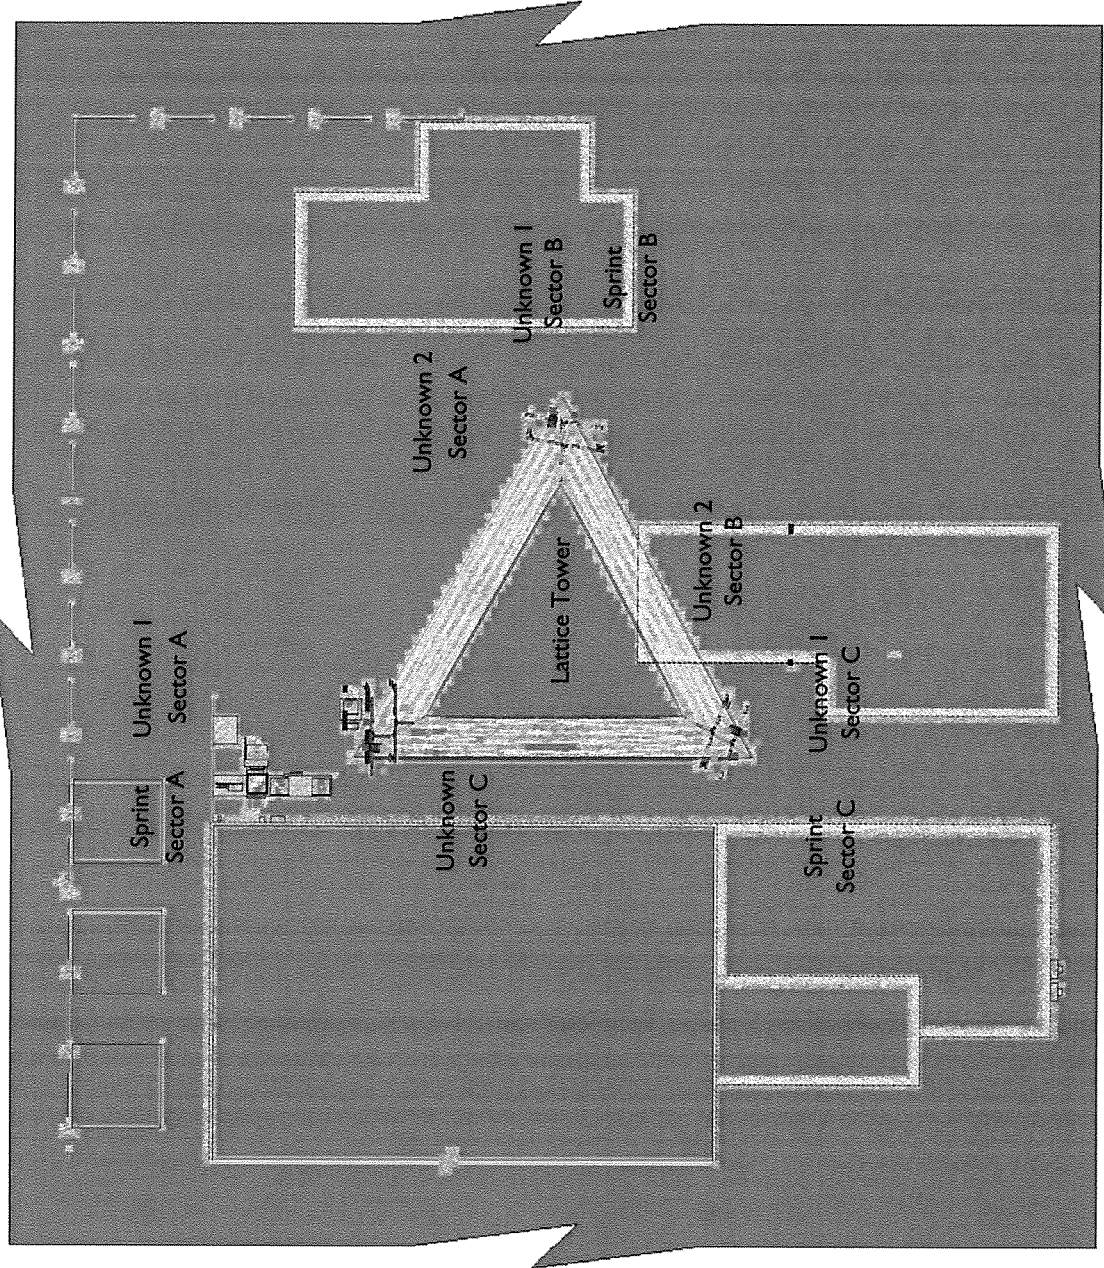 Sprint
Sector A
Unknown 1
Sector A
Unknown
Sector C
Unknown 2
Sector A
Unknown 1
Sector B
Lattice Tower
Sprint
Sector B
Unknown 2
Sector B
Sprint
Sector C
Unknown 1
Sector C